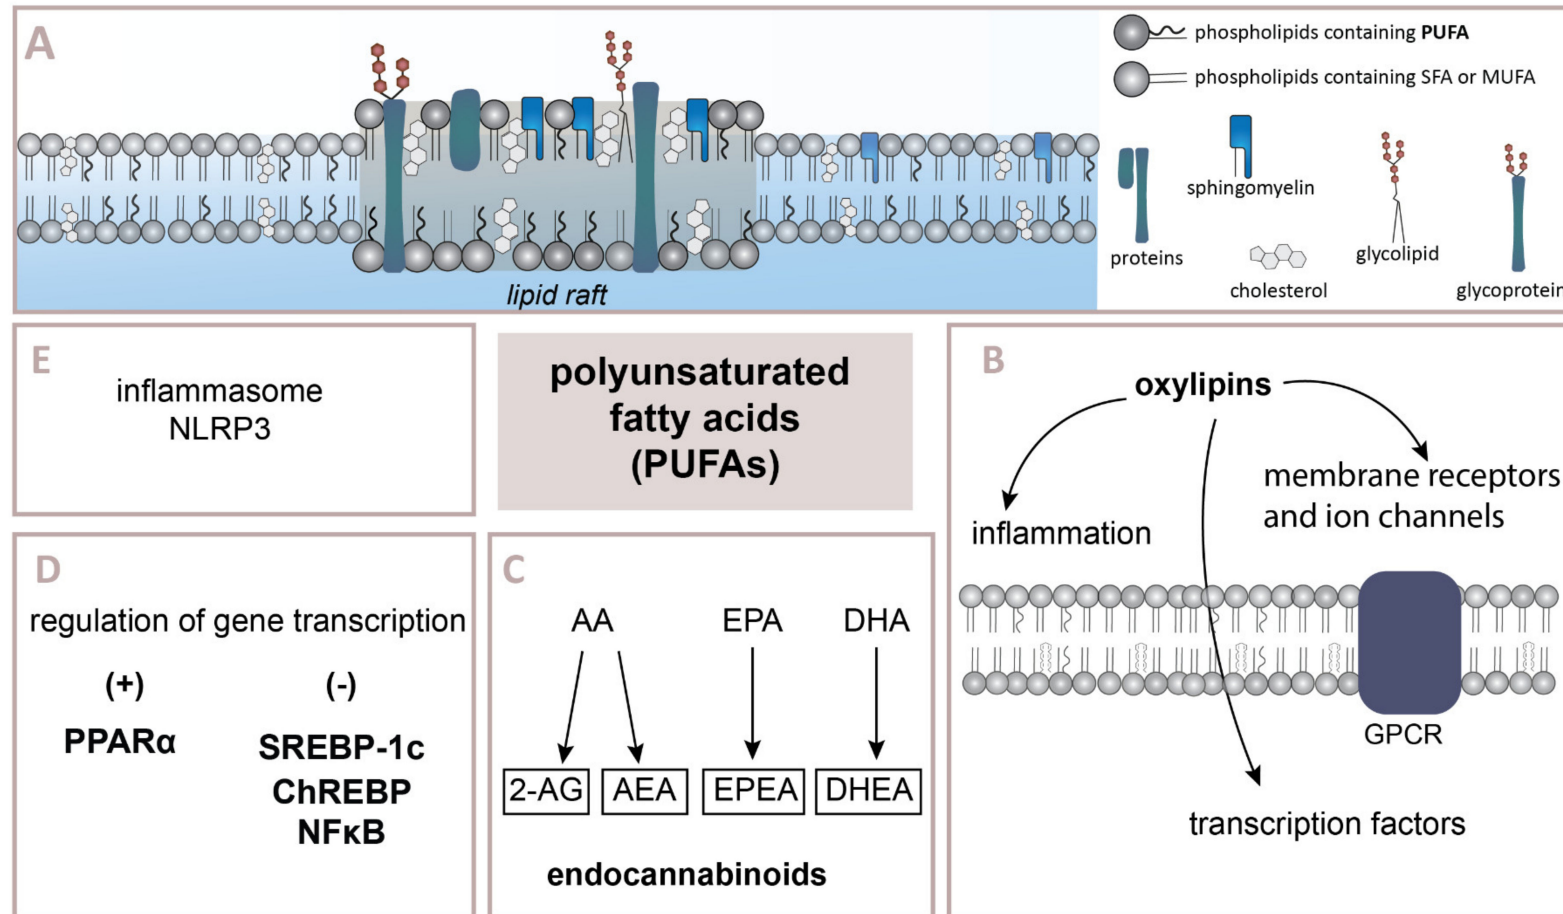 A
phospholipids containing PUFA
phospholipids containing SFA or MUFA
sphingomyelin
proteins
glycolipid
cholesterol
glycoprotein
lipid raft
E
inflammasome
NLRP3
polyunsaturated
fatty acids
(PUFAs)
B
oxylipins
membrane receptors
and ion channels
inflammation
GPCR
transcription factors
D
regulation of gene transcription
(+)
(-)
PPARα
SREBP-1c
ChREBP
NFκB
C
AA
EPA
DHA
2-AG
AEA
EPEA
DHEA
endocannabinoids